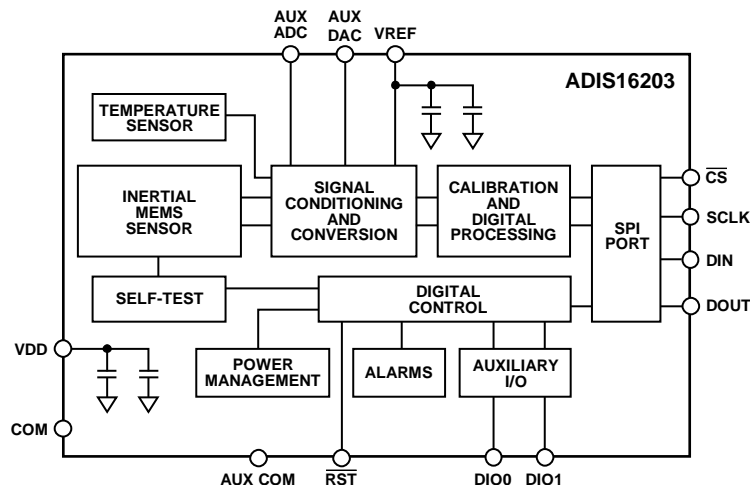 AUX
ADC
AUX
DAC
VREF
ADIS16203
TEMPERATURE
SENSOR
INERTIAL
MEMS
SENSOR
SIGNAL
CONDITIONING
AND
CONVERSION
CALIBRATION
AND
DIGITAL
PROCESSING
SPI
PORT
CS
SCLK
DIN
DOUT
SELF-TEST
DIGITAL
CONTROL
VDD
POWER
MANAGEMENT
ALARMS
AUXILIARY
I/O
COM
AUX COM
RST
DIO0
DIO1